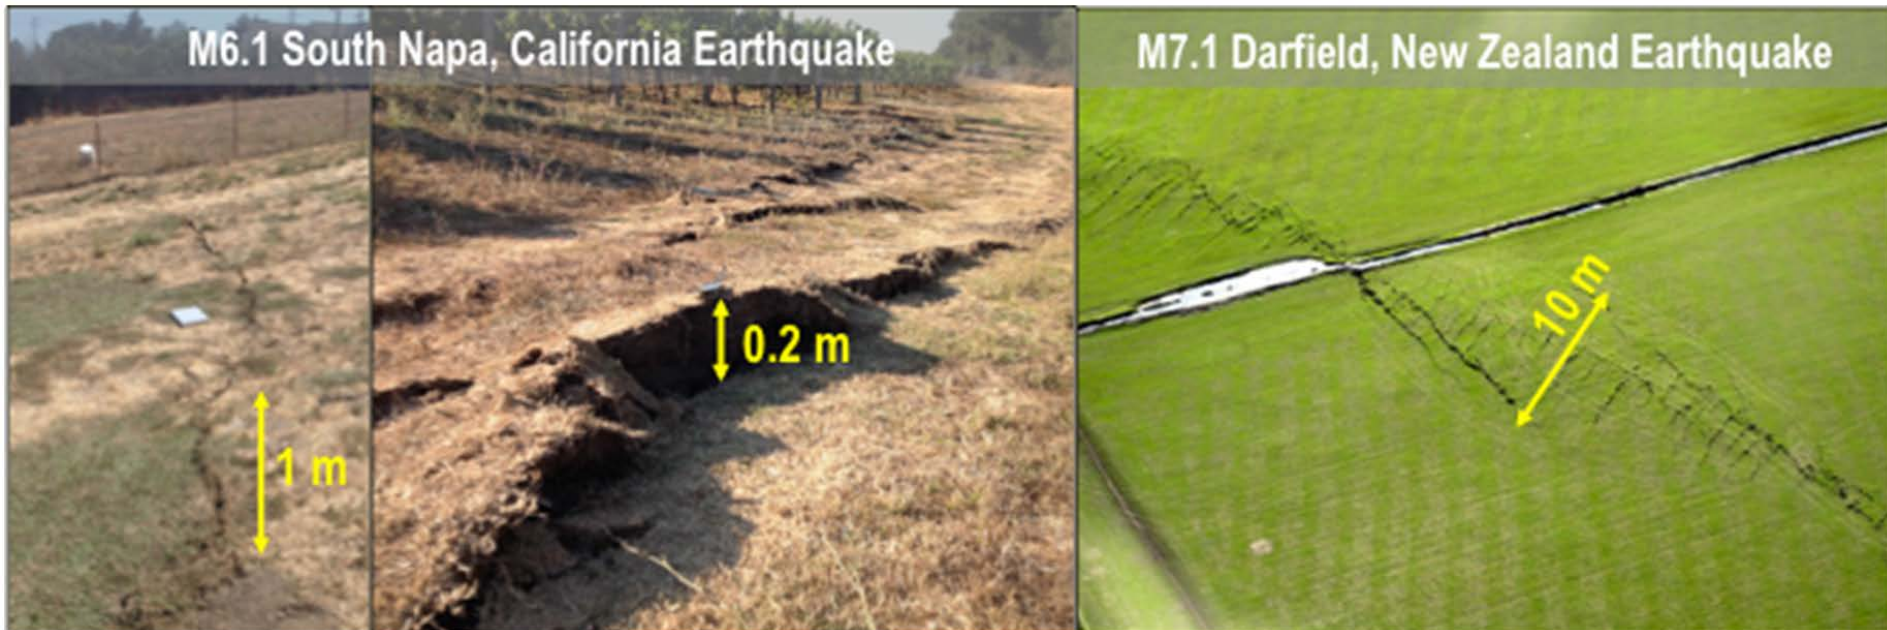 M6.1 South Napa, California Earthquake
M7.1 Darfield, New Zealand Earthquake
1 m
0.2 m
10 m